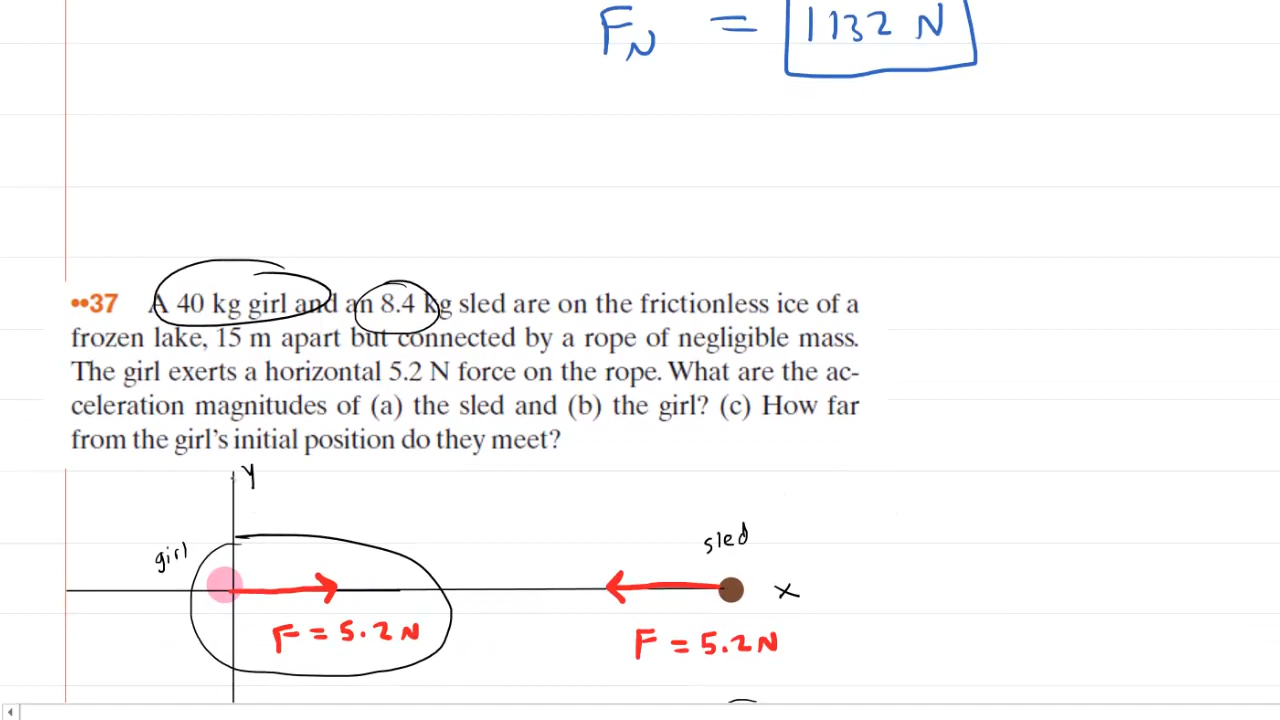 F_N = 1132 N
••37 A 40 kg girl and an 8.4 kg sled are on the frictionless ice of a
frozen lake, 15 m apart but connected by a rope of negligible mass.
The girl exerts a horizontal 5.2 N force on the rope. What are the ac-
celeration magnitudes of (a) the sled and (b) the girl? (c) How far
from the girl's initial position do they meet?
y
girl
sled
x
F = 5.2 N
F = 5.2 N